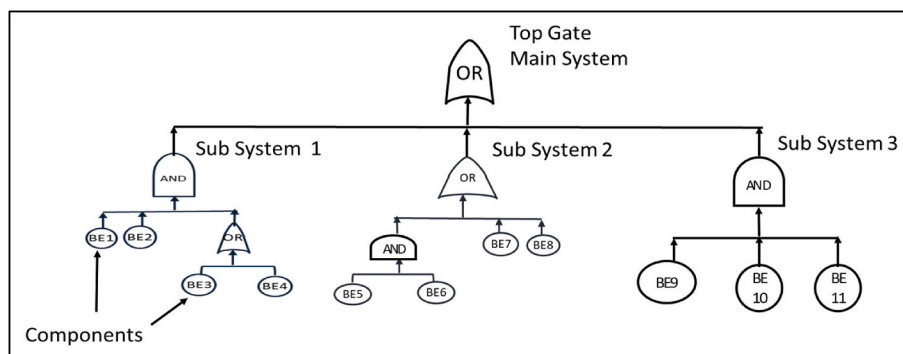 Top Gate
Main System
OR
Sub System 1
Sub System 2
Sub System 3
AND
OR
AND
BE1
BE2
OR
AND
BE7
BE8
BE3
BE4
BE5
BE6
BE9
BE
10
BE
11
Components